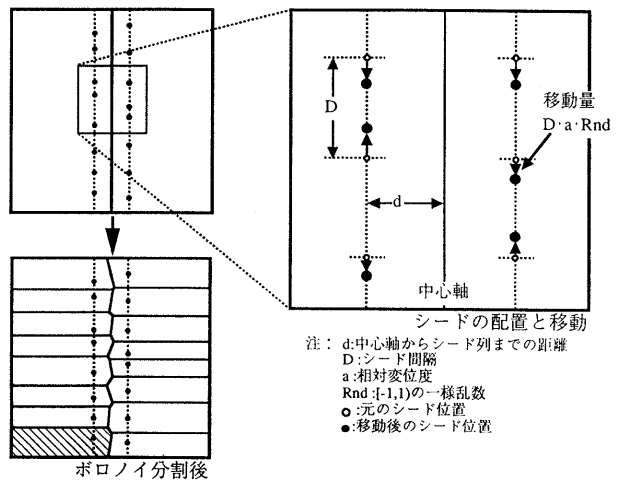 D
移動量
D·a·Rnd
d
中心軸
シードの配置と移動
注： d:中心軸からシード列までの距離
D:シード間隔
a:相対変位度
Rnd:[-1,1)の一様乱数
○:元のシード位置
●:移動後のシード位置
ボロノイ分割後